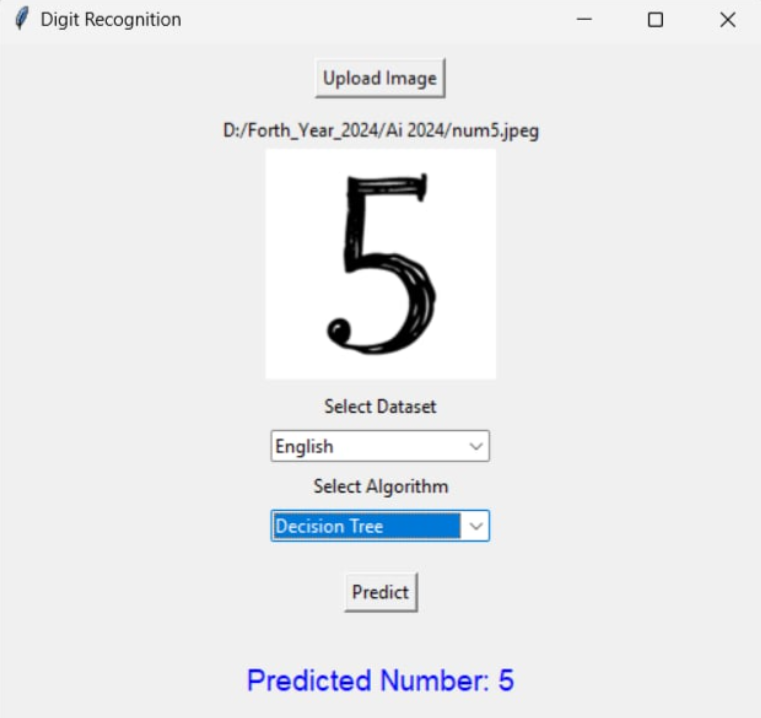 Digit Recognition
Upload Image
D:/Forth_Year_2024/Ai 2024/num5.jpeg
5
Select Dataset
English
Select Algorithm
Decision Tree
Predict
Predicted Number: 5